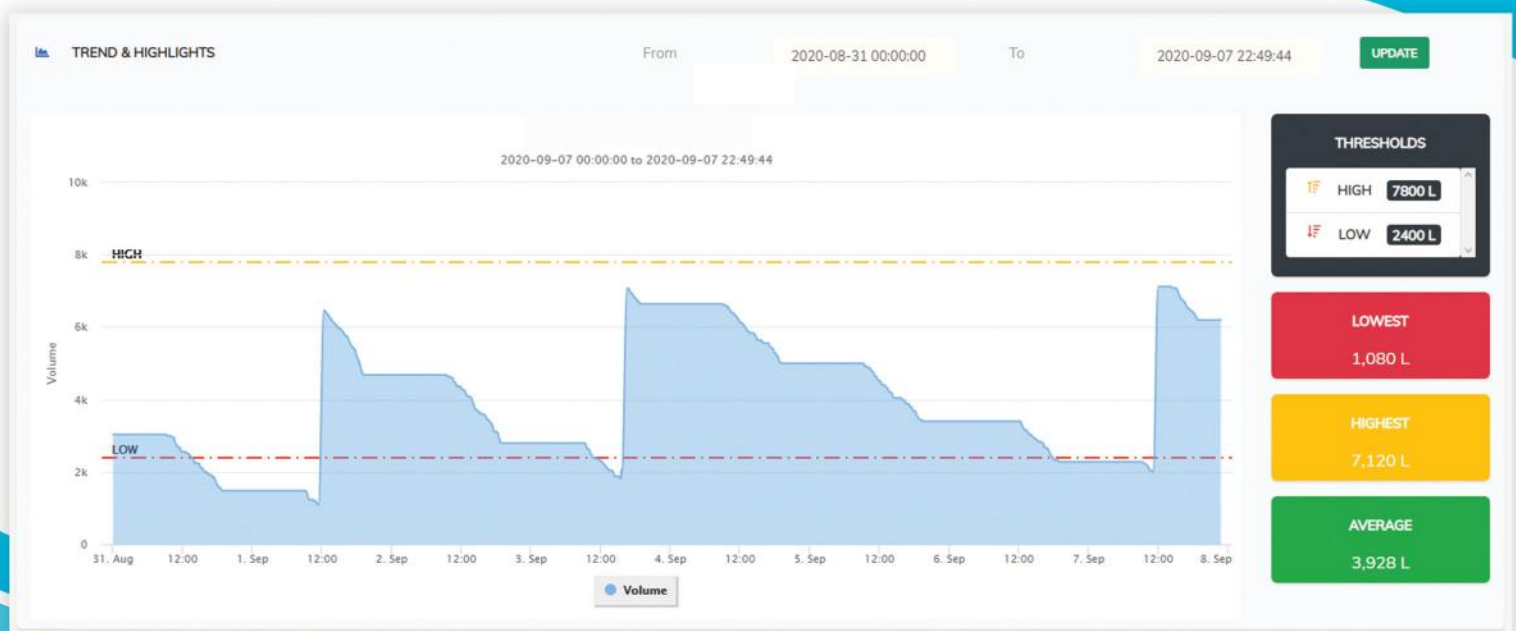 TREND & HIGHLIGHTS
From 2020-08-31 00:00:00 To 2020-09-07 22:49:44 UPDATE
2020-09-07 00:00:00 to 2020-09-07 22:49:44
Volume
10k
8k
6k
4k
2k
0
HIGH
LOW
31. Aug 12:00 1. Sep 12:00 2. Sep 12:00 3. Sep 12:00 4. Sep 12:00 5. Sep 12:00 6. Sep 12:00 7. Sep 12:00 8. Sep
Volume
THRESHOLDS
HIGH 7800 L
LOW 2400 L
LOWEST
1,080 L
HIGHEST
7,120 L
AVERAGE
3,928 L